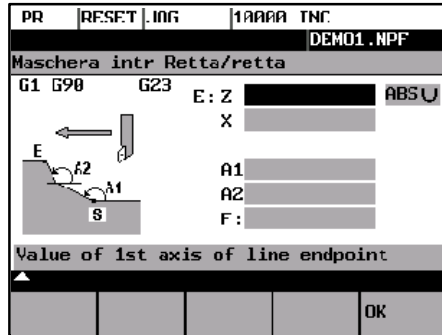 PR RESET JOG 10000 INC
DEMO1.NPF
Maschera intr Retta/retta
G1 G90 G23
E: Z ABS
X
E A2 A1 S
A1
A2
F:
Value of 1st axis of line endpoint
OK